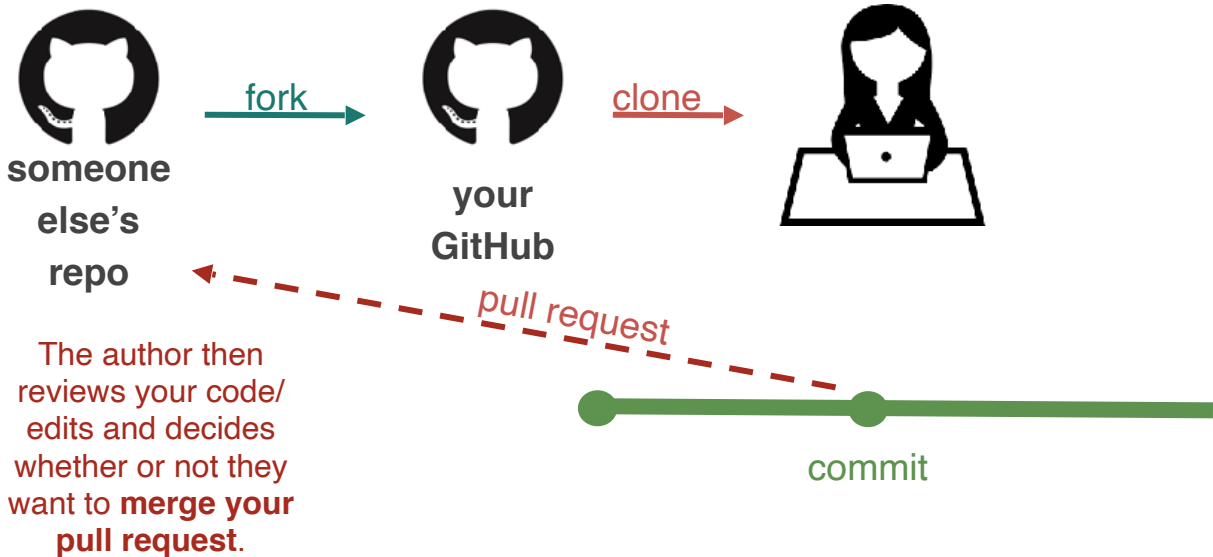 fork
clone
someone
else’s
repo
your
GitHub
pull request
The author then
reviews your code/
edits and decides
whether or not they
want to merge your
pull request.
commit